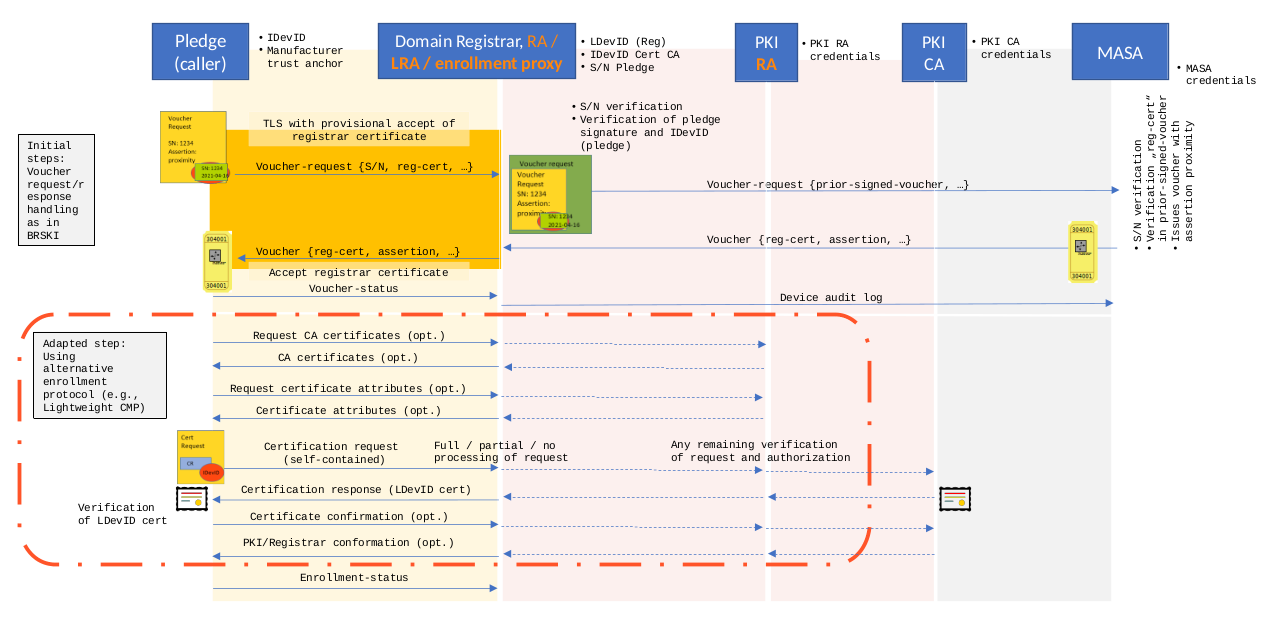 Pledge
(caller)
• IDevID
• Manufacturer
trust anchor
Domain Registrar, RA /
LRA / enrollment proxy
• LDevID (Reg)
• IDevID Cert CA
• S/N Pledge
PKI
RA
• PKI RA
credentials
PKI
CA
• PKI CA
credentials
MASA
• MASA
credentials
Initial
steps:
Voucher
request/r
esponse
handling
as in
BRSKI
Voucher
Request
SN: 1234
Assertion:
proximity
SN: 1234
2021-04-16
TLS with provisional accept of
registrar certificate
Voucher-request {S/N, reg-cert, …}
• S/N verification
• Verification of pledge
signature and IDevID
(pledge)
Voucher request
Voucher
Request
SN: 1234
Assertion:
proximity
SN: 1234
2021-04-16
Voucher-request {prior-signed-voucher, …}
• S/N verification
• Verification „reg-cert“
in prior-signed-voucher
• Issues voucher with
assertion proximity
304001
304001
Voucher {reg-cert, assertion, …}
Voucher {reg-cert, assertion, …}
304001
304001
Accept registrar certificate
Voucher-status
Device audit log
Adapted step:
Using
alternative
enrollment
protocol (e.g.,
Lightweight CMP)
Request CA certificates (opt.)
CA certificates (opt.)
Request certificate attributes (opt.)
Certificate attributes (opt.)
Cert
Request
CR
IDevID
Certification request
(self-contained)
Full / partial / no
processing of request
Any remaining verification
of request and authorization
Certification response (LDevID cert)
Verification
of LDevID cert
Certificate confirmation (opt.)
PKI/Registrar conformation (opt.)
Enrollment-status